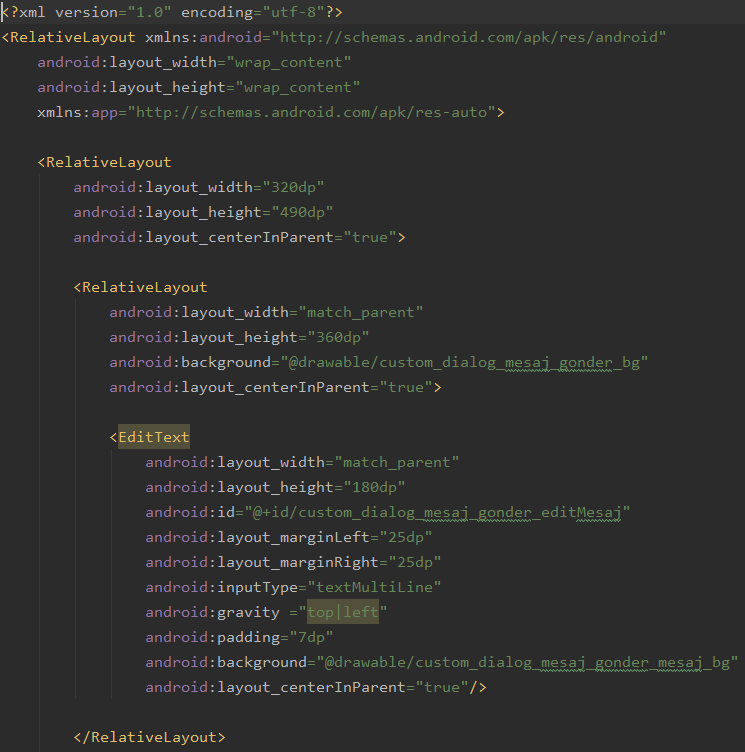 <?xml version="1.0" encoding="utf-8"?>
<RelativeLayout xmlns:android="http://schemas.android.com/apk/res/android"
    android:layout_width="wrap_content"
    android:layout_height="wrap_content"
    xmlns:app="http://schemas.android.com/apk/res-auto">

    <RelativeLayout
        android:layout_width="320dp"
        android:layout_height="490dp"
        android:layout_centerInParent="true">

        <RelativeLayout
            android:layout_width="match_parent"
            android:layout_height="360dp"
            android:background="@drawable/custom_dialog_mesaj_gonder_bg"
            android:layout_centerInParent="true">

            <EditText
                android:layout_width="match_parent"
                android:layout_height="180dp"
                android:id="@+id/custom_dialog_mesaj_gonder_editMesaj"
                android:layout_marginLeft="25dp"
                android:layout_marginRight="25dp"
                android:inputType="textMultiLine"
                android:gravity ="top|left"
                android:padding="7dp"
                android:background="@drawable/custom_dialog_mesaj_gonder_mesaj_bg"
                android:layout_centerInParent="true"/>

        </RelativeLayout>